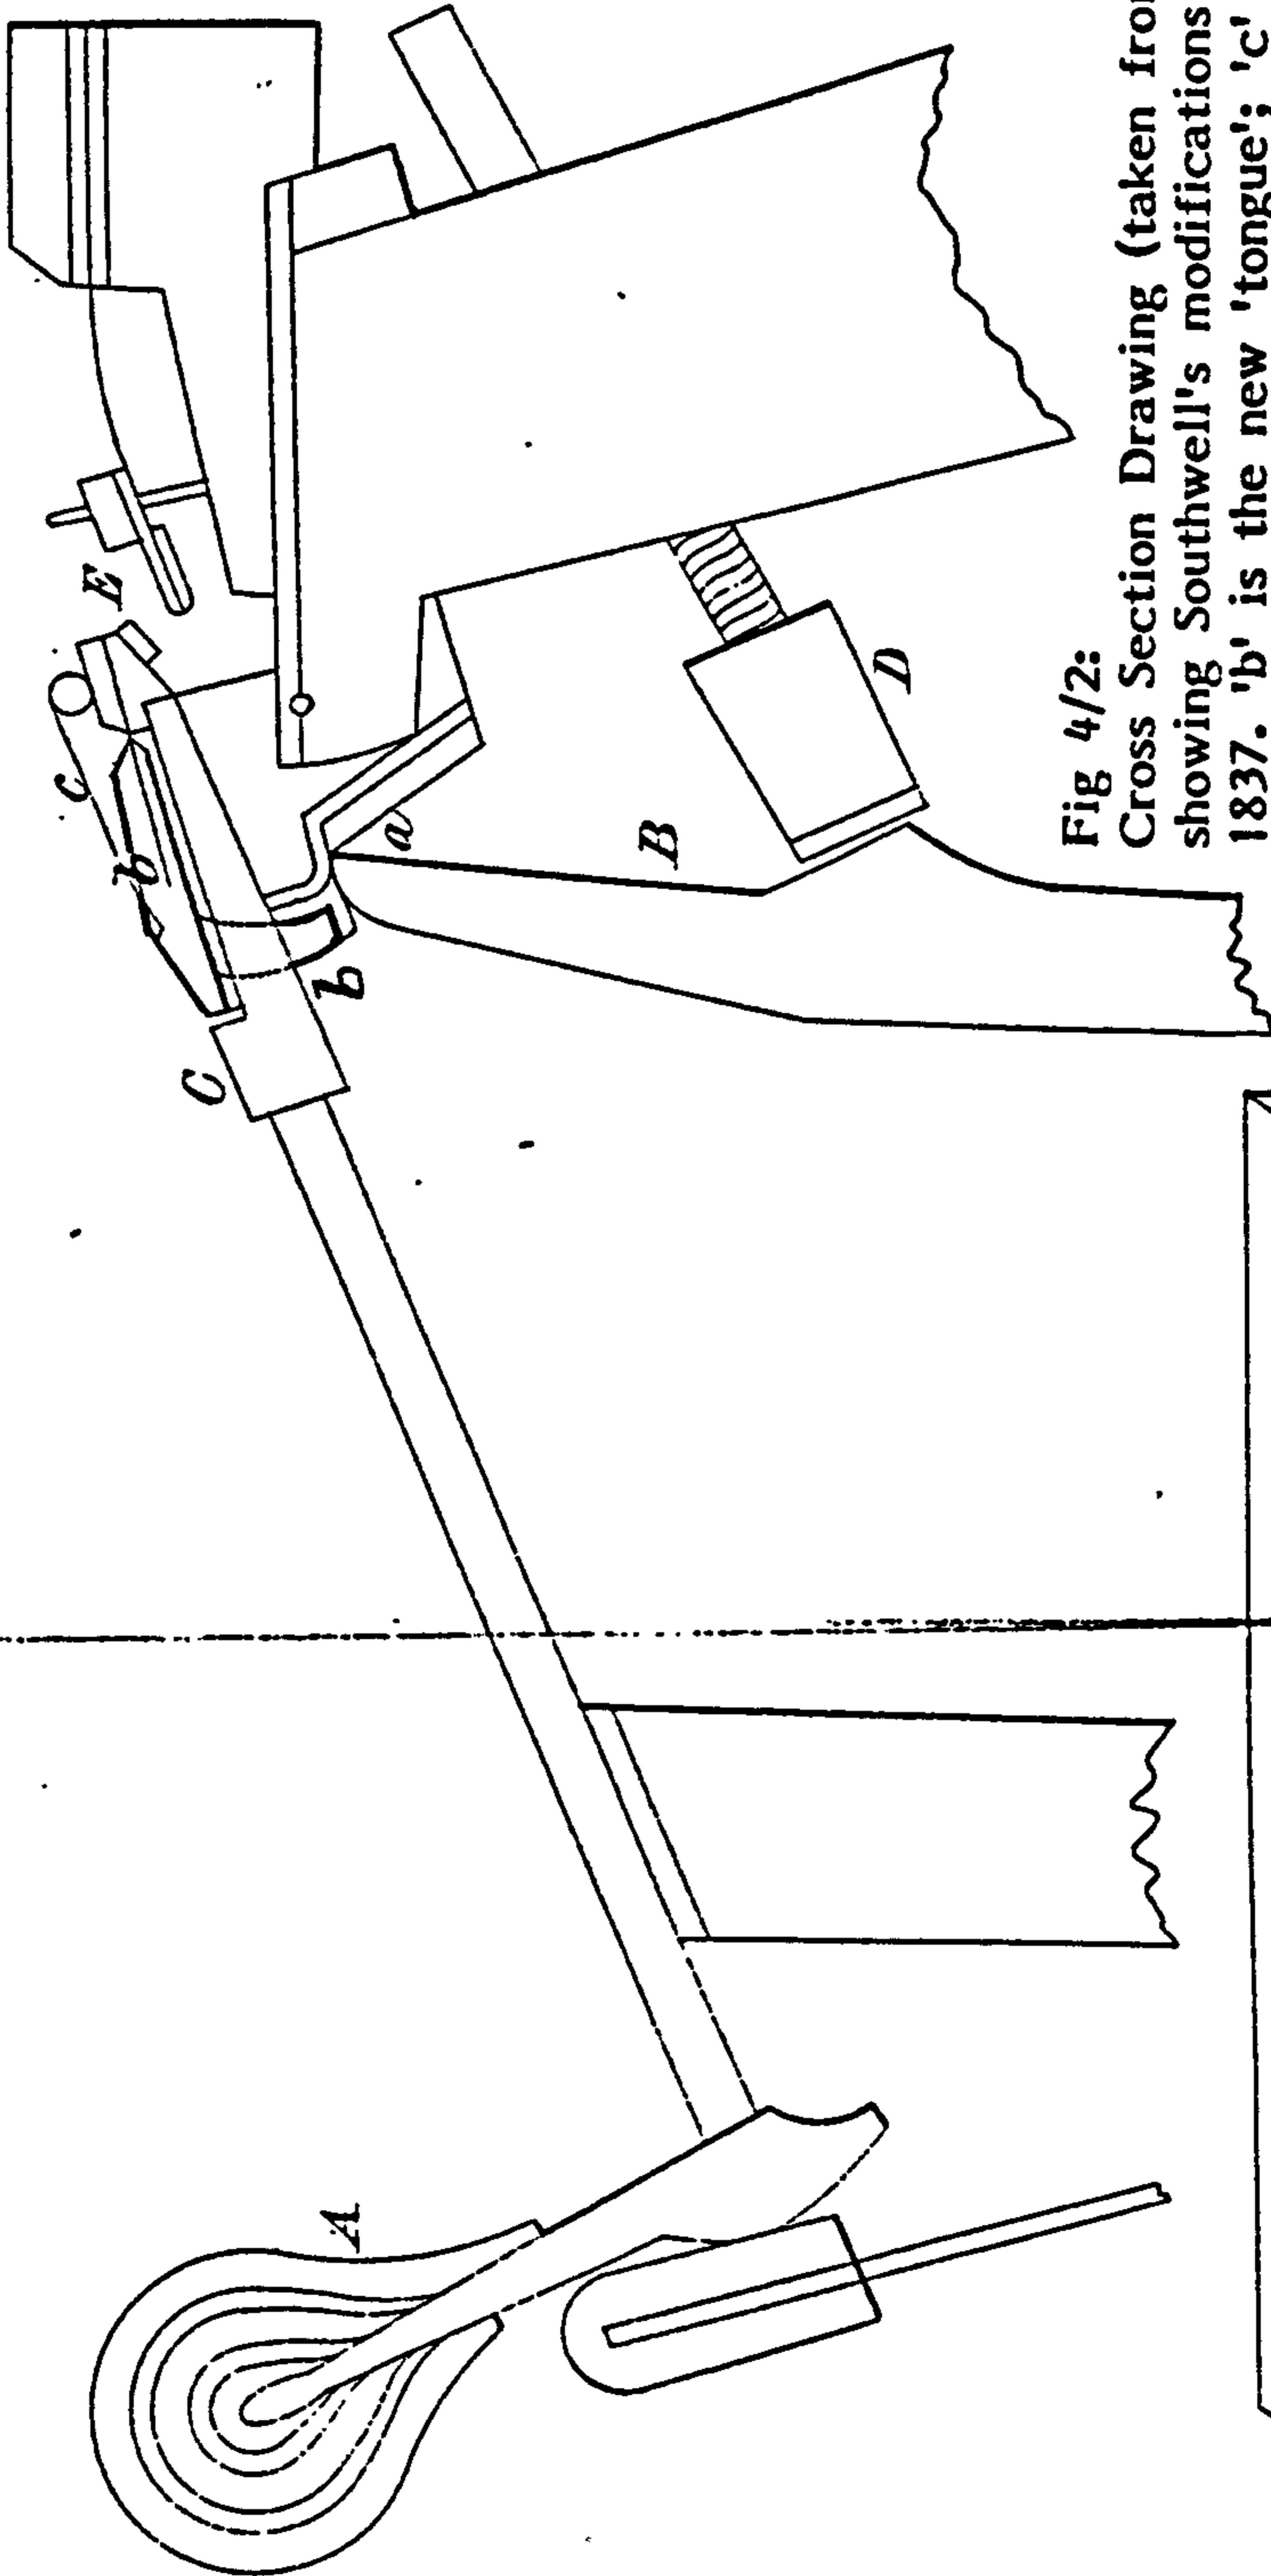 c
E
b
C
A
b
a
B
D
Fig 4/2:
Cross Section Drawing (taken fro
showing Southwell's modifications
1837. 'b' is the new 'tongue'; 'c'